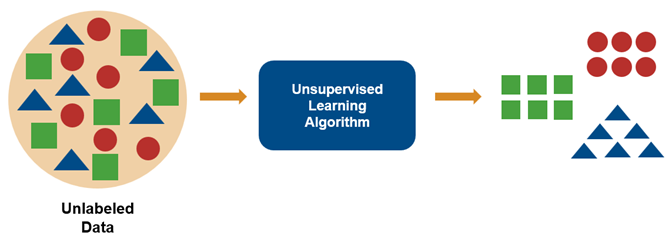 Unsupervised
Learning
Algorithm
Unlabeled
Data